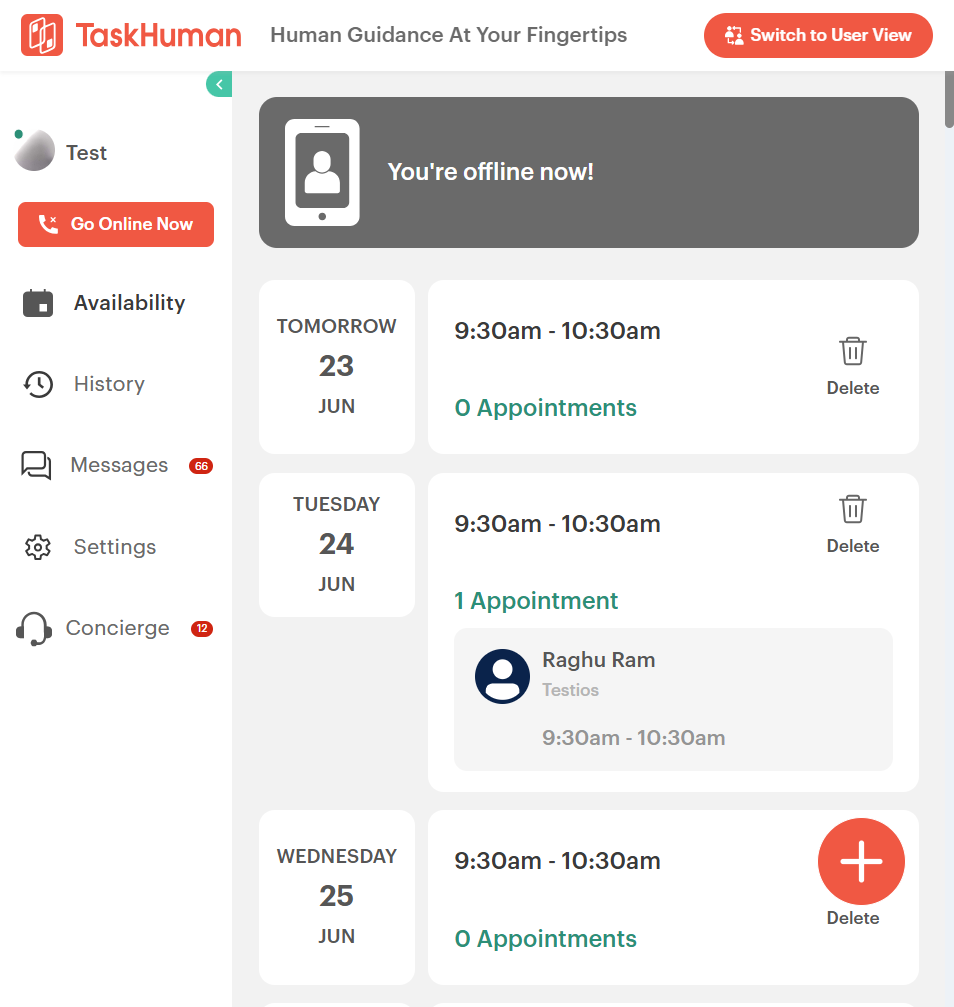 TaskHuman
Human Guidance At Your Fingertips
Switch to User View
Test
Go Online Now
Availability
History
Messages 66
Settings
Concierge 12
You're offline now!
TOMORROW
23
JUN
9:30am - 10:30am
0 Appointments
Delete
TUESDAY
24
JUN
9:30am - 10:30am
Delete
1 Appointment
Raghu Ram
Testios
9:30am - 10:30am
WEDNESDAY
25
JUN
9:30am - 10:30am
0 Appointments
Delete